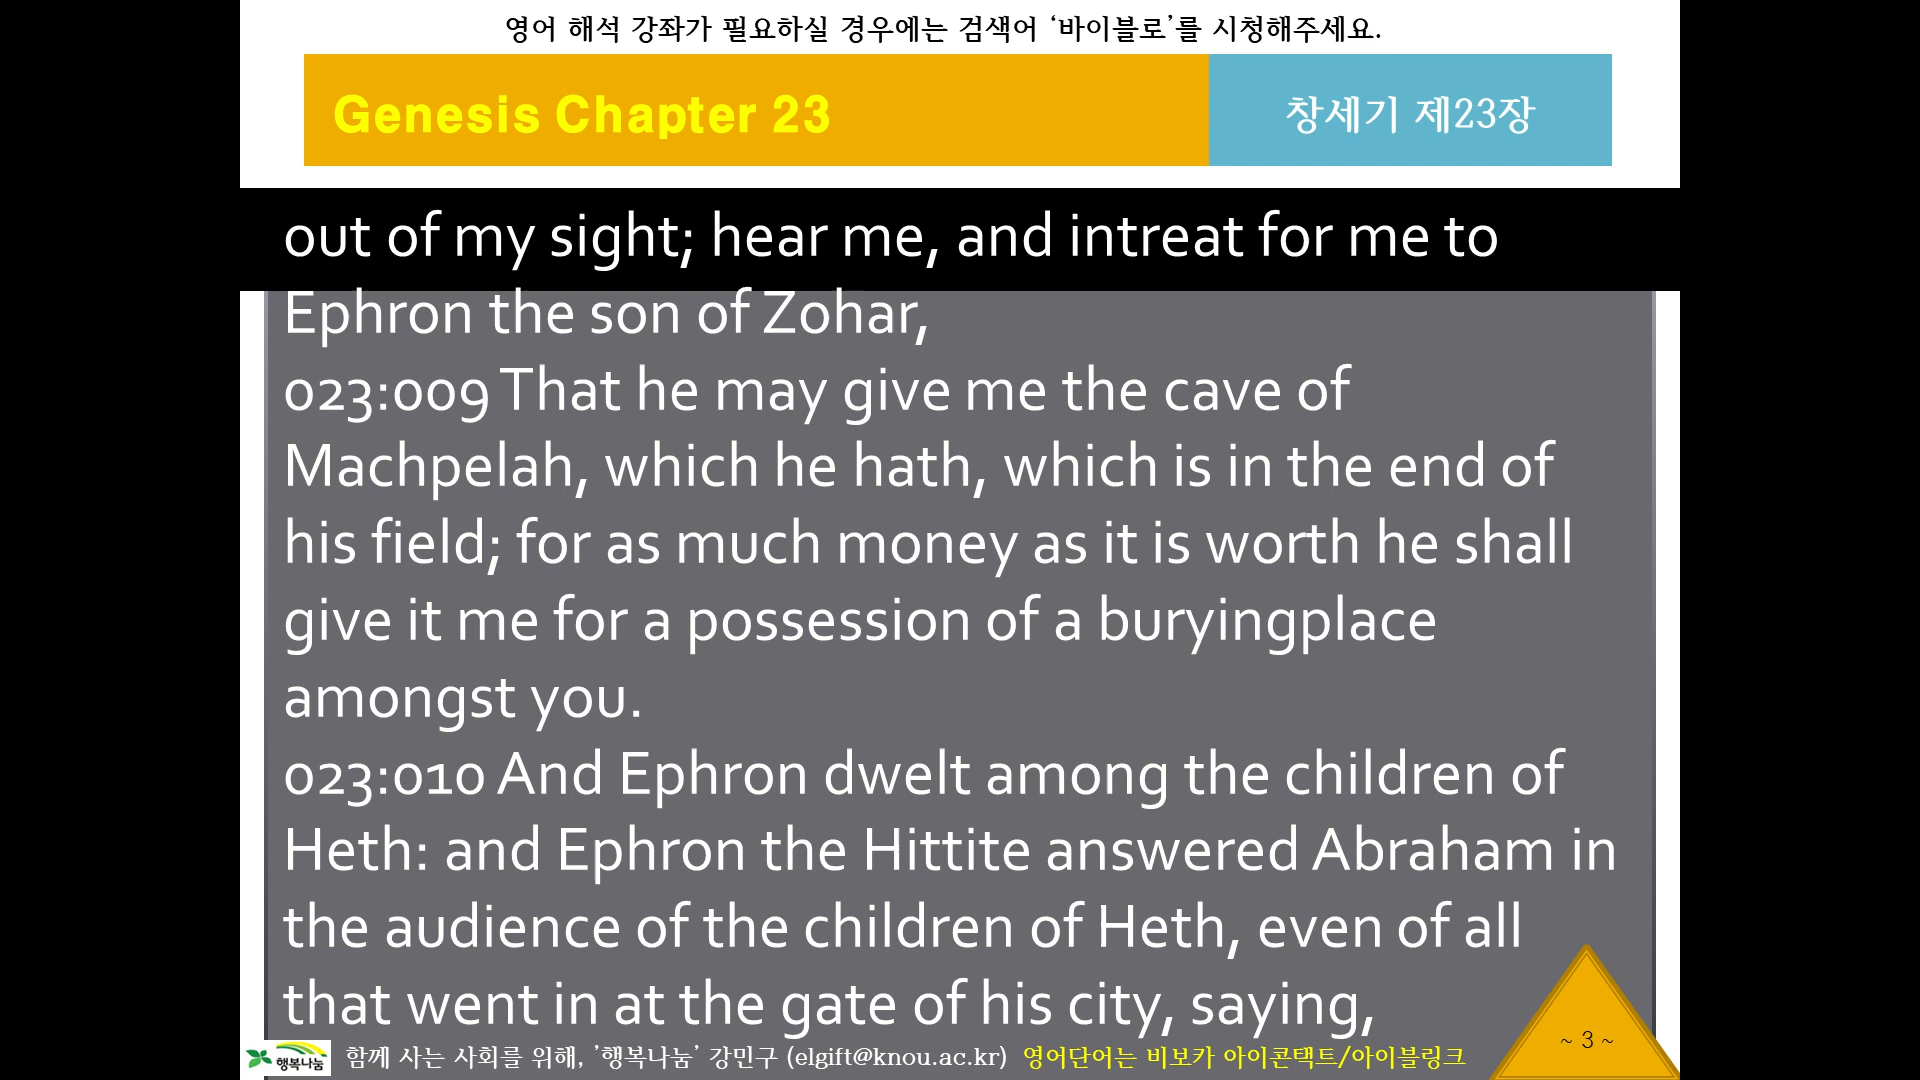 영어 해석 강좌가 필요하실 경우에는 검색어 ‘바이블로’를 시청해주세요.
Genesis Chapter 23
창세기 제23장
out of my sight; hear me, and intreat for me to
Ephron the son of Zohar,
023:009 That he may give me the cave of
Machpelah, which he hath, which is in the end of
his field; for as much money as it is worth he shall
give it me for a possession of a buryingplace
amongst you.
023:010 And Ephron dwelt among the children of
Heth: and Ephron the Hittite answered Abraham in
the audience of the children of Heth, even of all
that went in at the gate of his city, saying,
~ 3 ~
행복나눔
함께 사는 사회를 위해, ’행복나눔’ 강민구 (elgift@knou.ac.kr) 영어단어는 비보카 아이콘택트/아이블링크